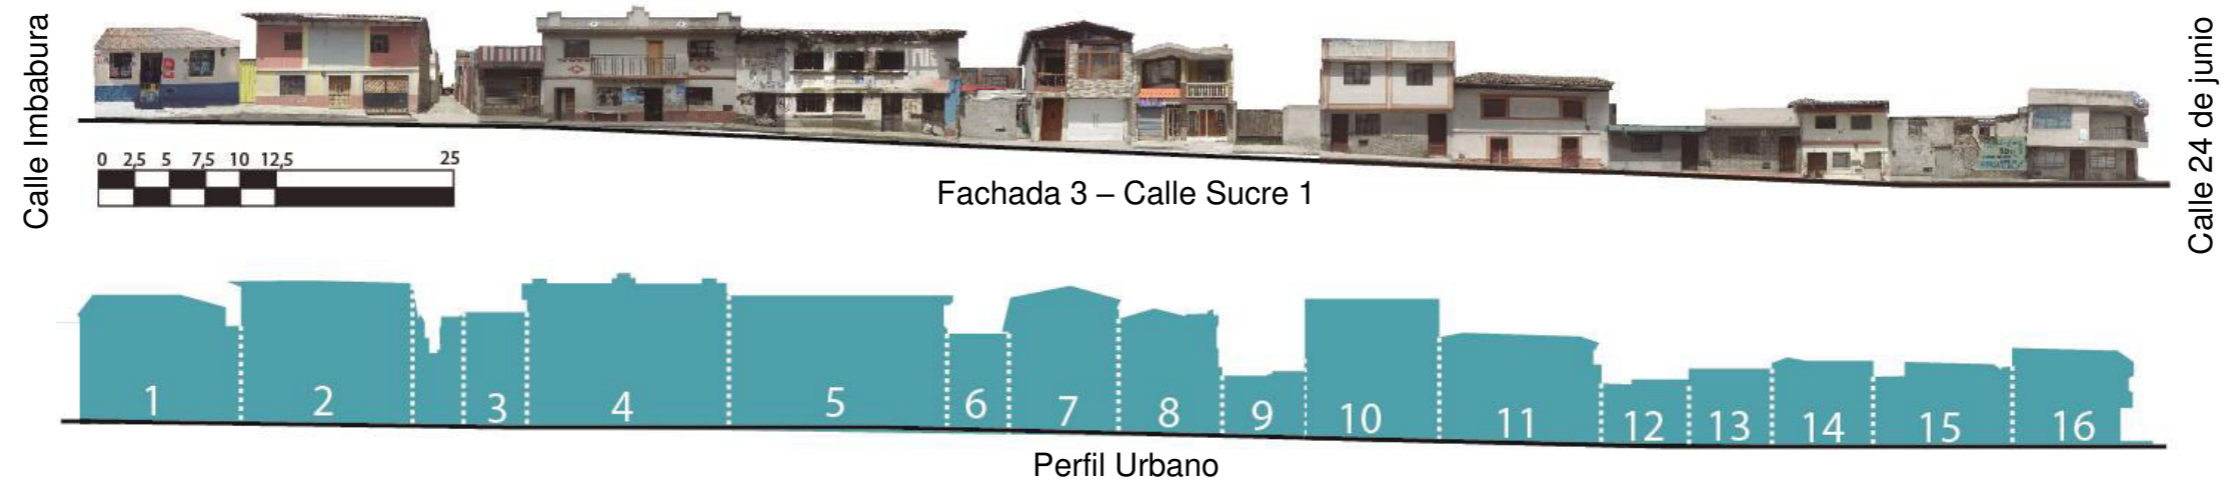 Calle Imbabura
Calle 24 de junio
0 2,5 5 7,5 10 12,5 25
Fachada 3 – Calle Sucre 1
1 2 3 4 5 6 7 8 9 10 11 12 13 14 15 16
Perfil Urbano